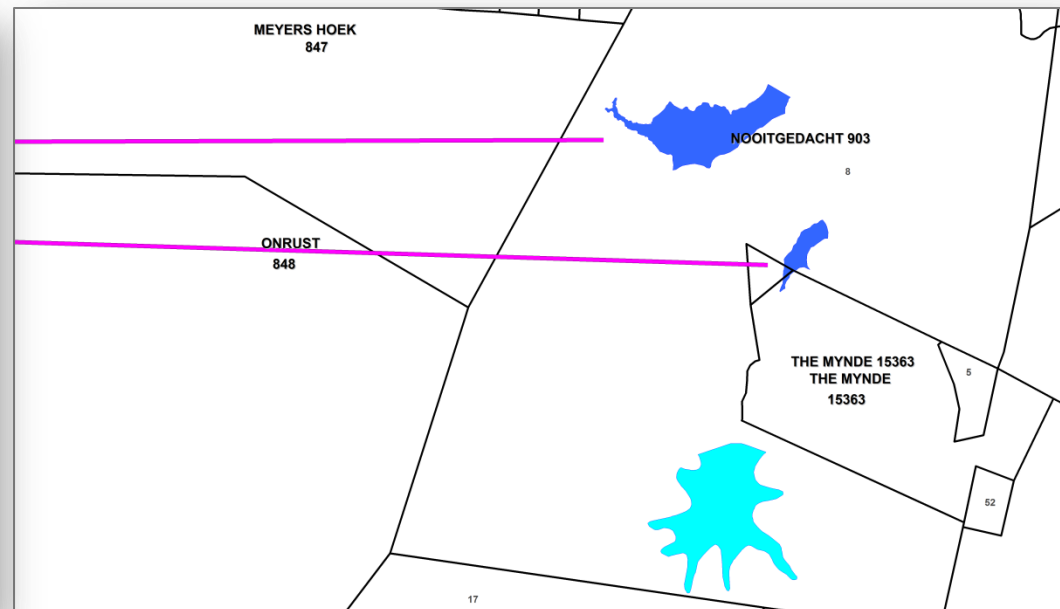 MEYERS HOEK
847
NOOITGEDACHT 903
8
ONRUST
848
THE MYNDE 15363
THE MYNDE
15363
5
52
17